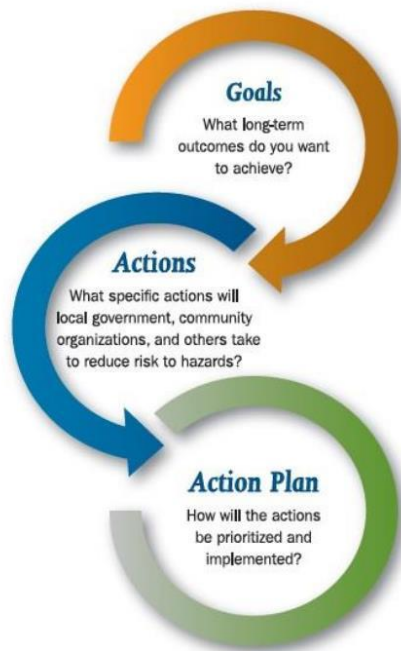 Goals
What long-term
outcomes do you want
to achieve?
Actions
What specific actions will
local government, community
organizations, and others take
to reduce risk to hazards?
Action Plan
How will the actions
be prioritized and
implemented?